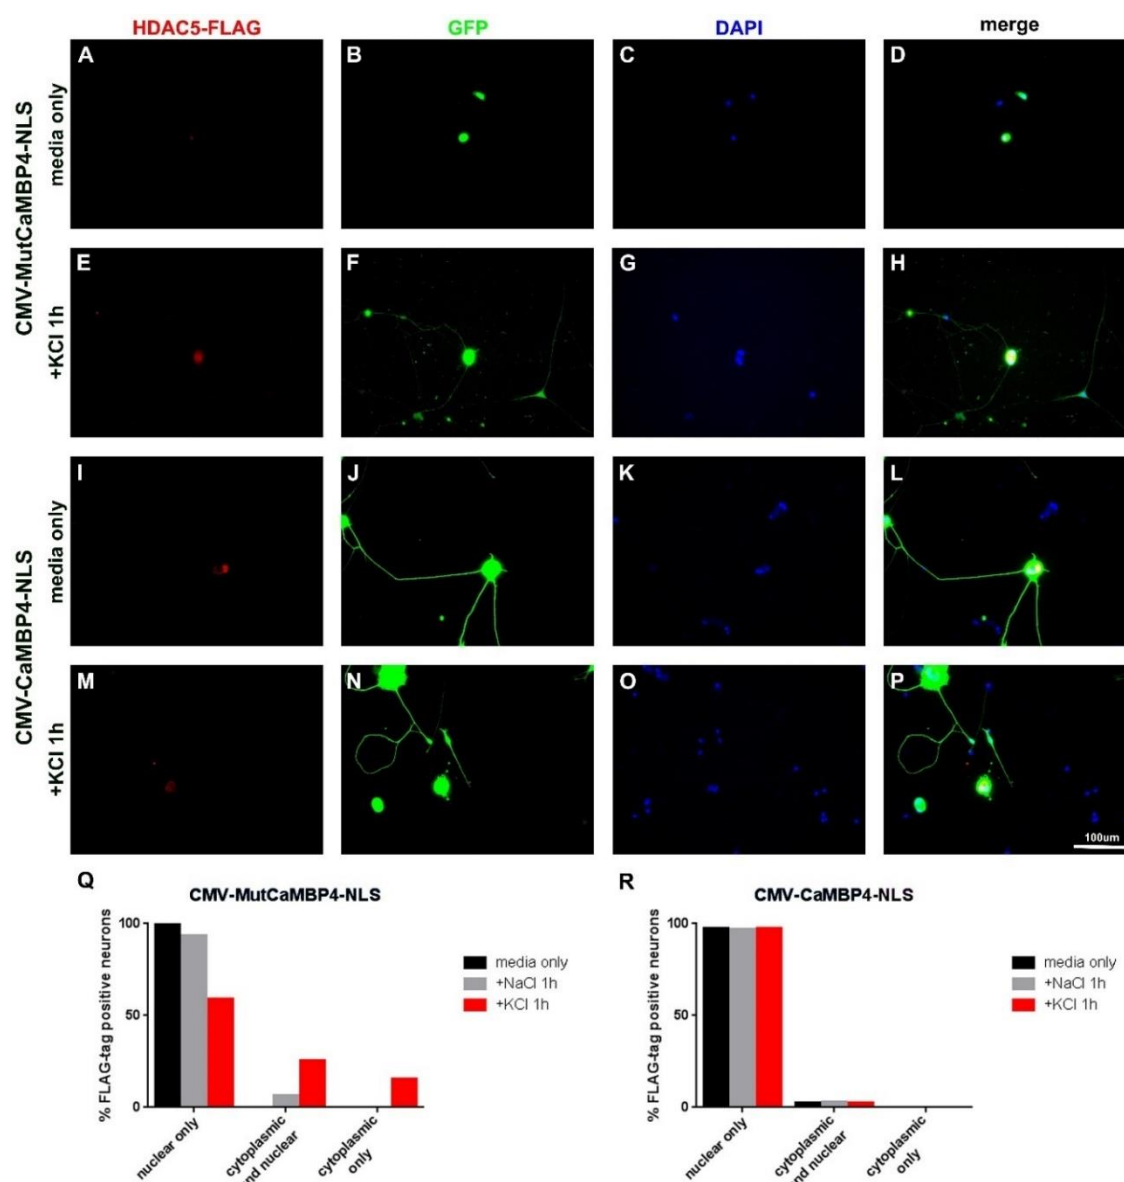 HDAC5-FLAG GFP DAPI merge
CMV-MutCaMBP4-NLS
media only
A B C D
+KCl 1h
E F G H
CMV-CaMBP4-NLS
media only
I J K L
+KCl 1h
M N O P
100um
Q
CMV-MutCaMBP4-NLS
% FLAG-tag positive neurons
100
50
0
media only
+NaCl 1h
+KCl 1h
nuclear only
cytoplasmic
nd nuclear
cytoplasmic
only
R
CMV-CaMBP4-NLS
% FLAG-tag positive neurons
100
50
0
media only
+NaCl 1h
+KCl 1h
nuclear only
cytoplasmic
nd nuclear
cytoplasmic
only